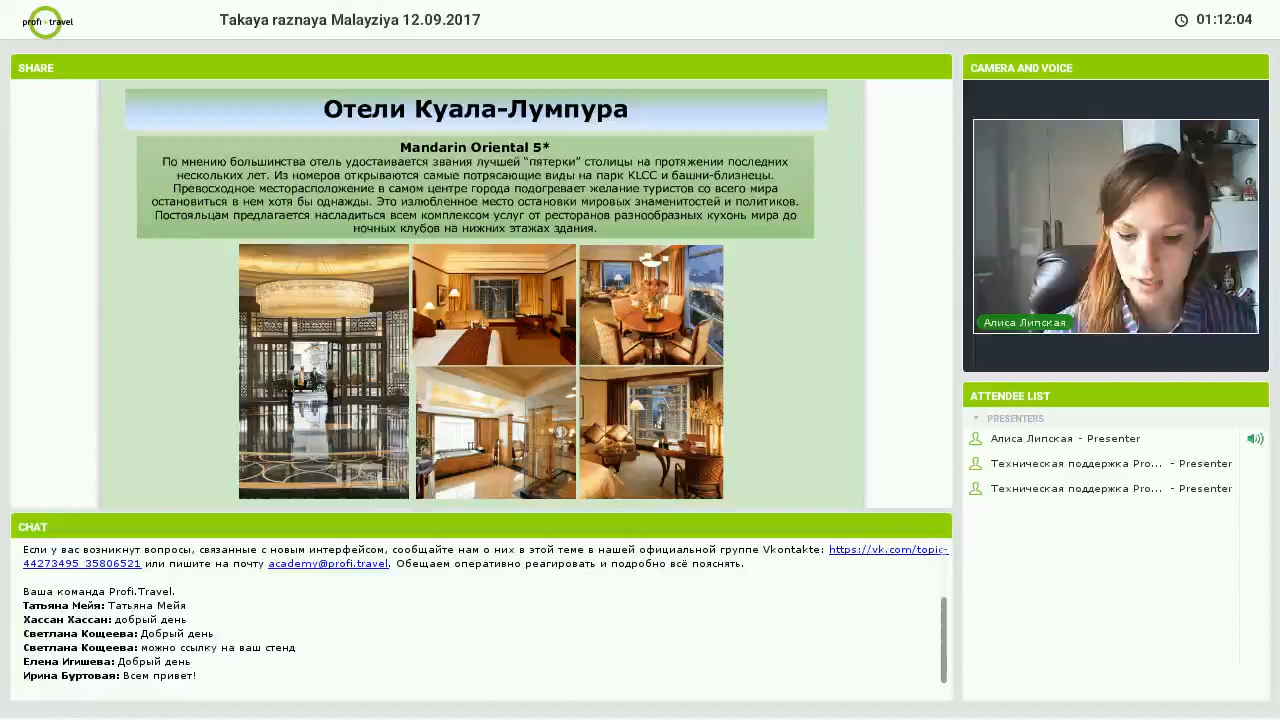 profi travel
Takaya raznaya Malayziya 12.09.2017
01:12:04
SHARE
Отели Куала-Лумпура
Mandarin Oriental 5*
По мнению большинства отель удостаивается звания лучшей “пятерки” столицы на протяжении последних
нескольких лет. Из номеров открываются самые потрясающие виды на парк KLCC и башни-близнецы.
Превосходное месторасположение в самом центре города подогревает желание туристов со всего мира
остановиться в нем хотя бы однажды. Это излюбленное место остановки мировых знаменитостей и политиков.
Постояльцам предлагается насладиться всем комплексом услуг от ресторанов разнообразных кухонь мира до
ночных клубов на нижних этажах здания.
CAMERA AND VOICE
Алиса Липская
ATTENDEE LIST
PRESENTERS
Алиса Липская - Presenter
Техническая поддержка Pro... - Presenter
Техническая поддержка Pro... - Presenter
CHAT
Если у вас возникнут вопросы, связанные с новым интерфейсом, сообщайте нам о них в этой теме в нашей официальной группе Vkontakte: https://vk.com/topic-
44273495_35806521 или пишите на почту academy@profi.travel. Обещаем оперативно реагировать и подробно всё пояснять.
Ваша команда Profi.Travel.
Татьяна Мейя: Татьяна Мейя
Хассан Хассан: добрый день
Светлана Кощеева: Добрый день
Светлана Кощеева: можно ссылку на ваш стенд
Елена Игишева: Добрый день
Ирина Буртовая: Всем привет!